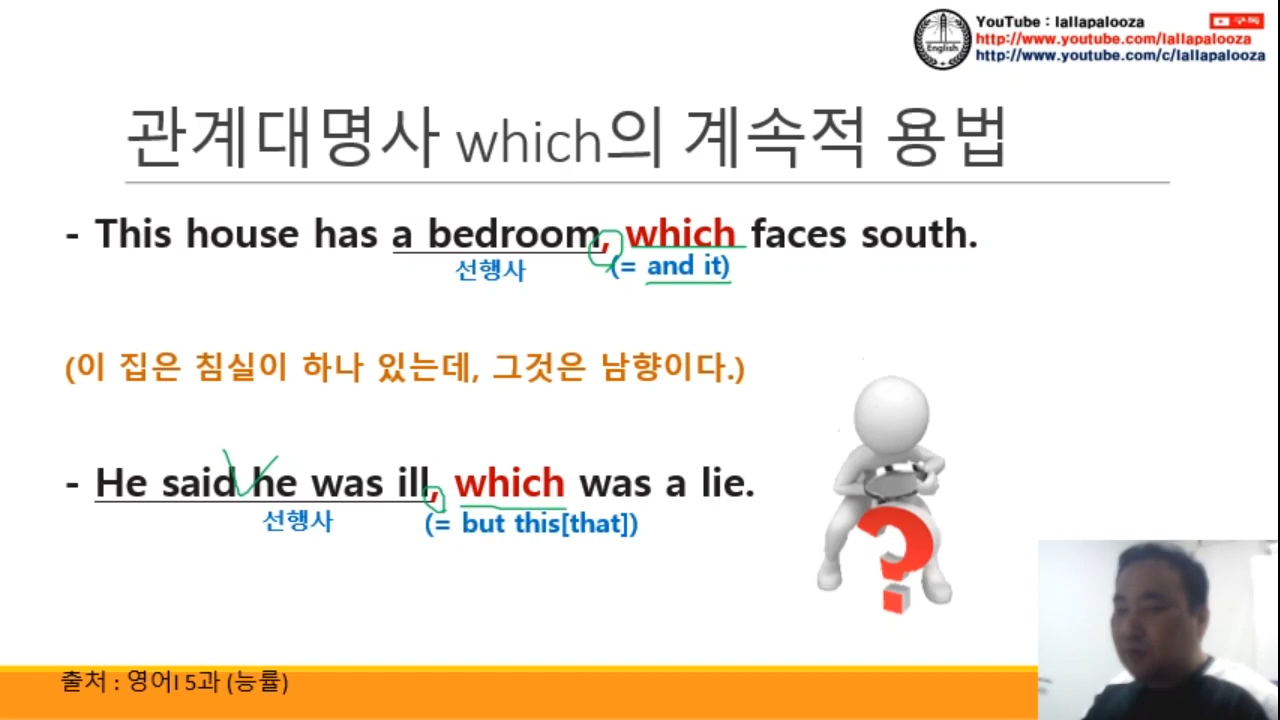 YouTube : lallapalooza 구독
http://www.youtube.com/lallapalooza
http://www.youtube.com/c/lallapalooza
English
관계대명사 which의 계속적 용법
- This house has a bedroom, which faces south.
선행사 (= and it)
(이 집은 침실이 하나 있는데, 그것은 남향이다.)
- He said he was ill, which was a lie.
선행사 (= but this[that])
출처 : 영어I 5과 (능률)